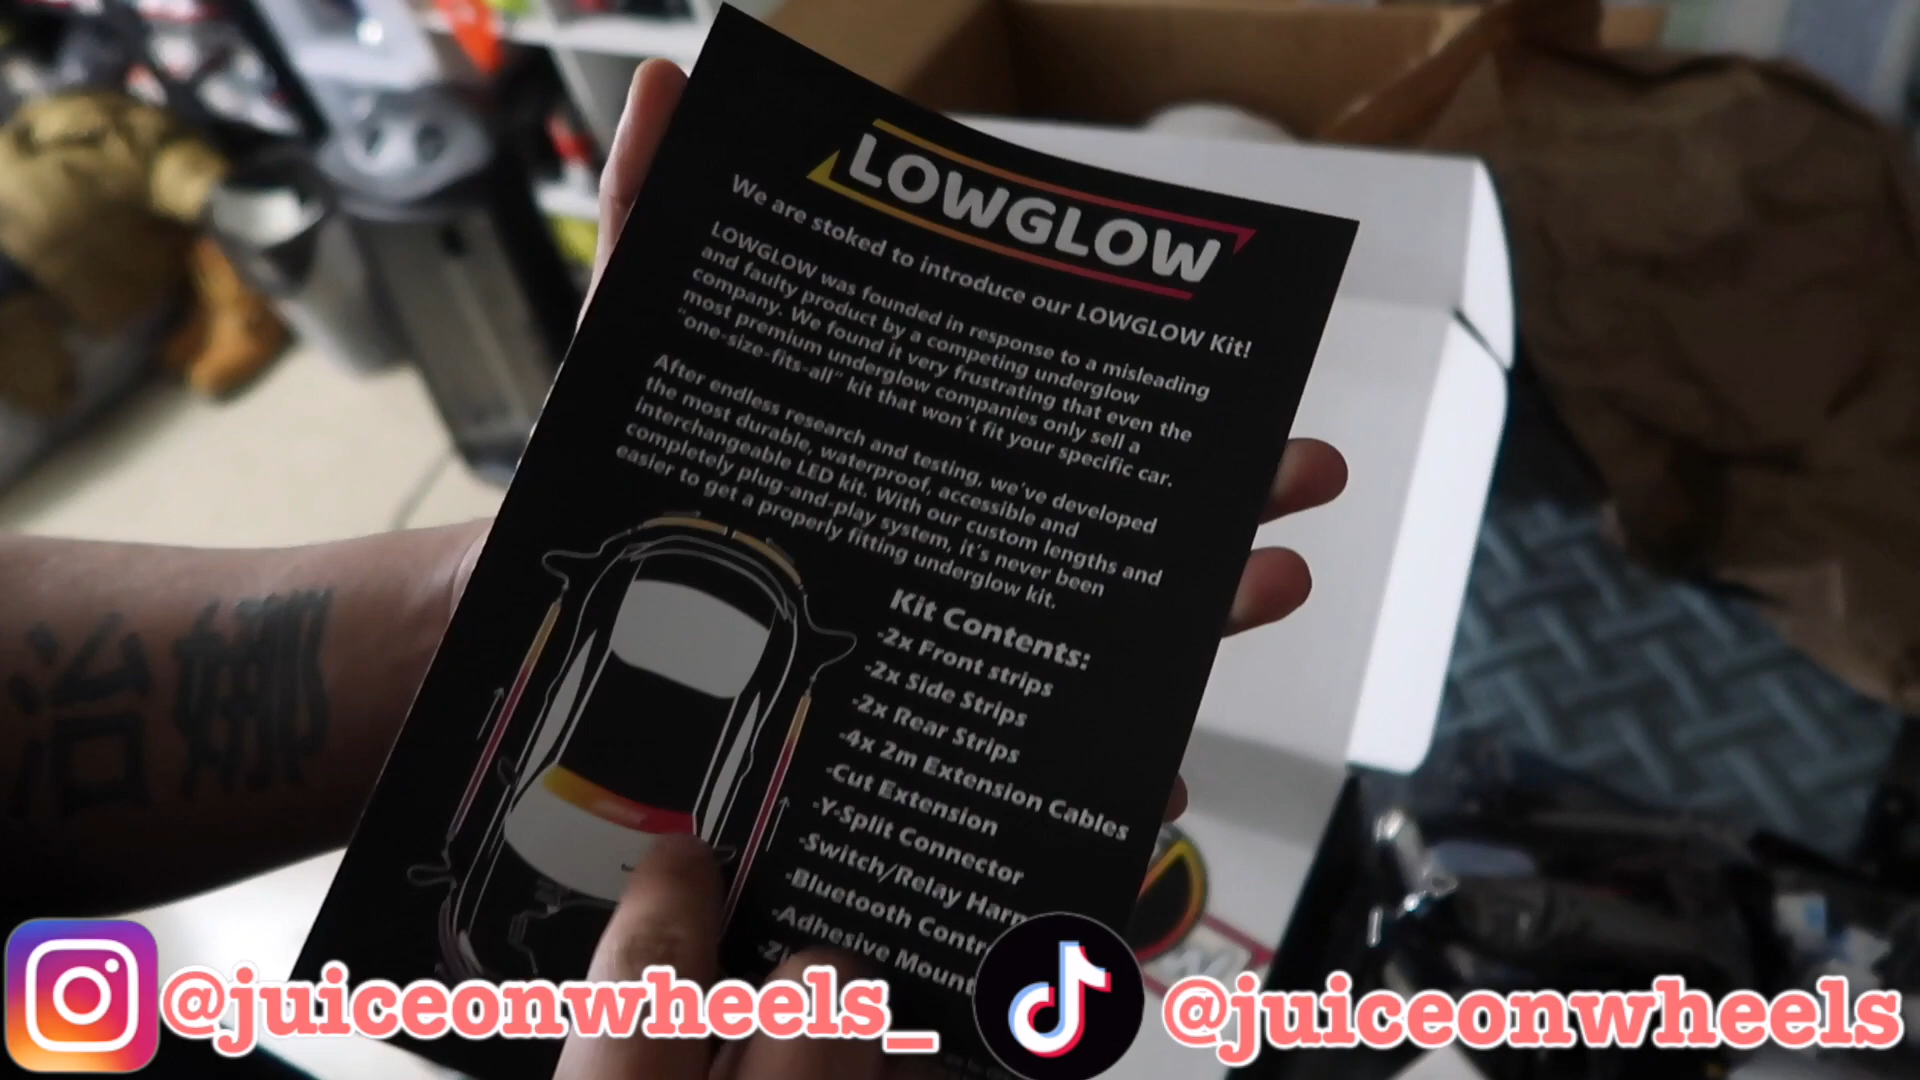 LOWGLOW
We are stoked to introduce our LOWGLOW Kit!
LOWGLOW was founded in response to a misleading
and faulty product by a competing underglow
company. We found it very frustrating that even the
most premium underglow companies only sell a
"one-size-fits-all" kit that won't fit your specific car.
After endless research and testing, we've developed
the most durable, waterproof, accessible and
interchangeable LED kit. With our custom lengths and
completely plug-and-play system, it's never been
easier to get a properly fitting underglow kit.
Kit Contents:
-2x Front strips
-2x Side Strips
-2x Rear Strips
-4x 2m Extension Cables
-Cut Extension
-Y-Split Connector
-Switch/Relay
-Bluetooth
-Adhesive
@juiceonwheels_
@juiceonwheels